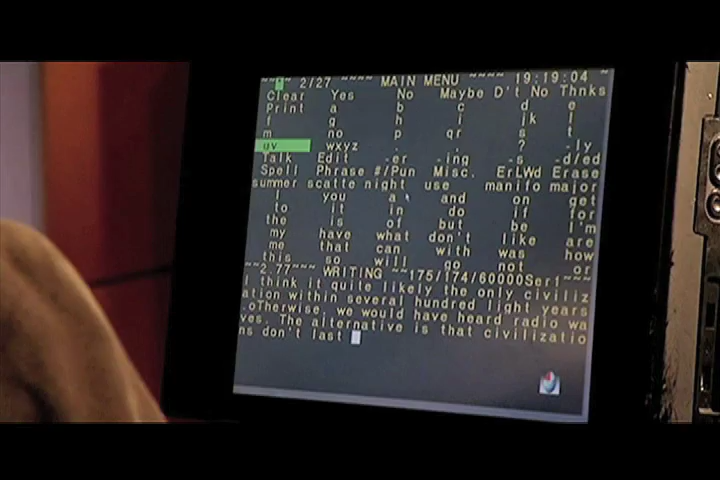 ~~ 2/27 ~~~~ MAIN MENU ~~~~ 19:19:04 ~
Clear Yes No Maybe D't No Thnks
Print a b c d e
f g h i jk l
m no p qr s t
uv wxyz . , ? -ly
Talk Edit -er -ing -s -d/ed
Spell Phrase #/Pun Misc. ErLWd Erase
summer scatte night use manifo major
I you a and on get
to it in do if for
the is of but be I'm
my have what don't like are
me that can with was how
this so will go not or
~~2.77~~~ WRITING ~~175/174/60000Ser1~~~
I think it quite likely the only civiliz
ation within several hundred light years
.oTherwise, we would have heard radio wa
ves. The alternative is that civilizatio
ns don't last